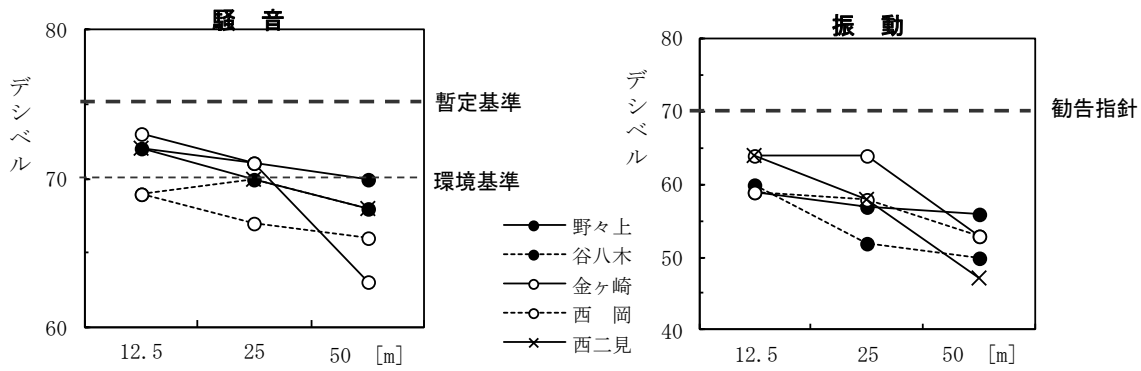 騒 音
80
70
60
デシベル
暫定基準
環境基準
12.5 25 50 [m]
野々上
谷八木
金ヶ崎
西 岡
西二見
振 動
80
70
60
50
40
デシベル
勧告指針
12.5 25 50 [m]